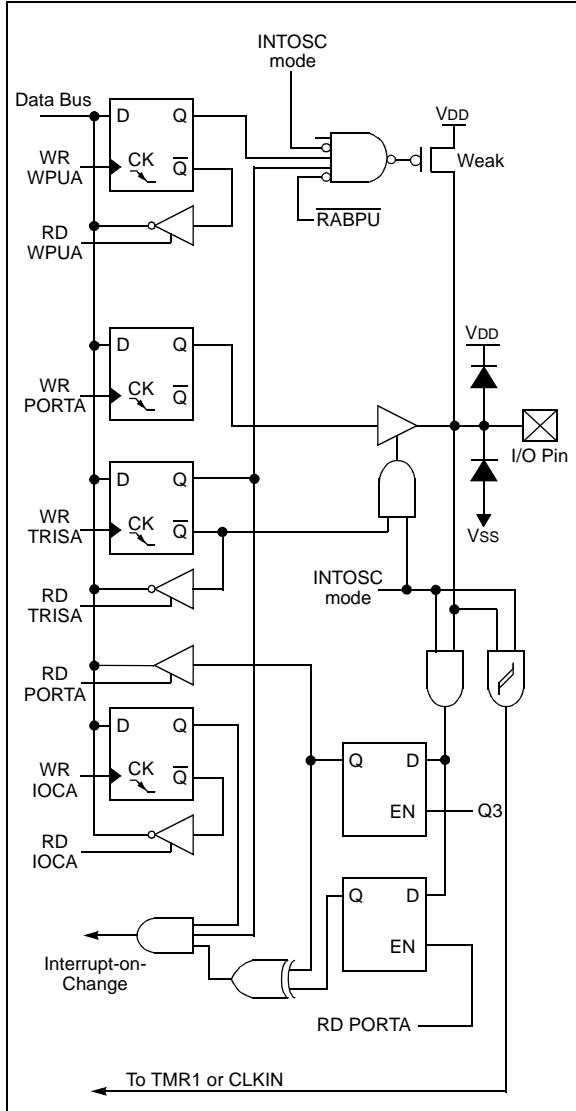 INTOSC
mode
Data Bus
VDD
D Q
WR
WPUA
CK
Q
Weak
RABPU
RD
WPUA
D Q
VDD
WR
PORTA
CK
Q
I/O Pin
D Q
WR
TRISA
CK
Q
VSS
INTOSC
mode
RD
TRISA
RD
PORTA
D Q
WR
IOCA
CK
Q
Q D
EN
Q3
RD
IOCA
Q D
EN
Interrupt-on-
Change
RD PORTA
To TMR1 or CLKIN